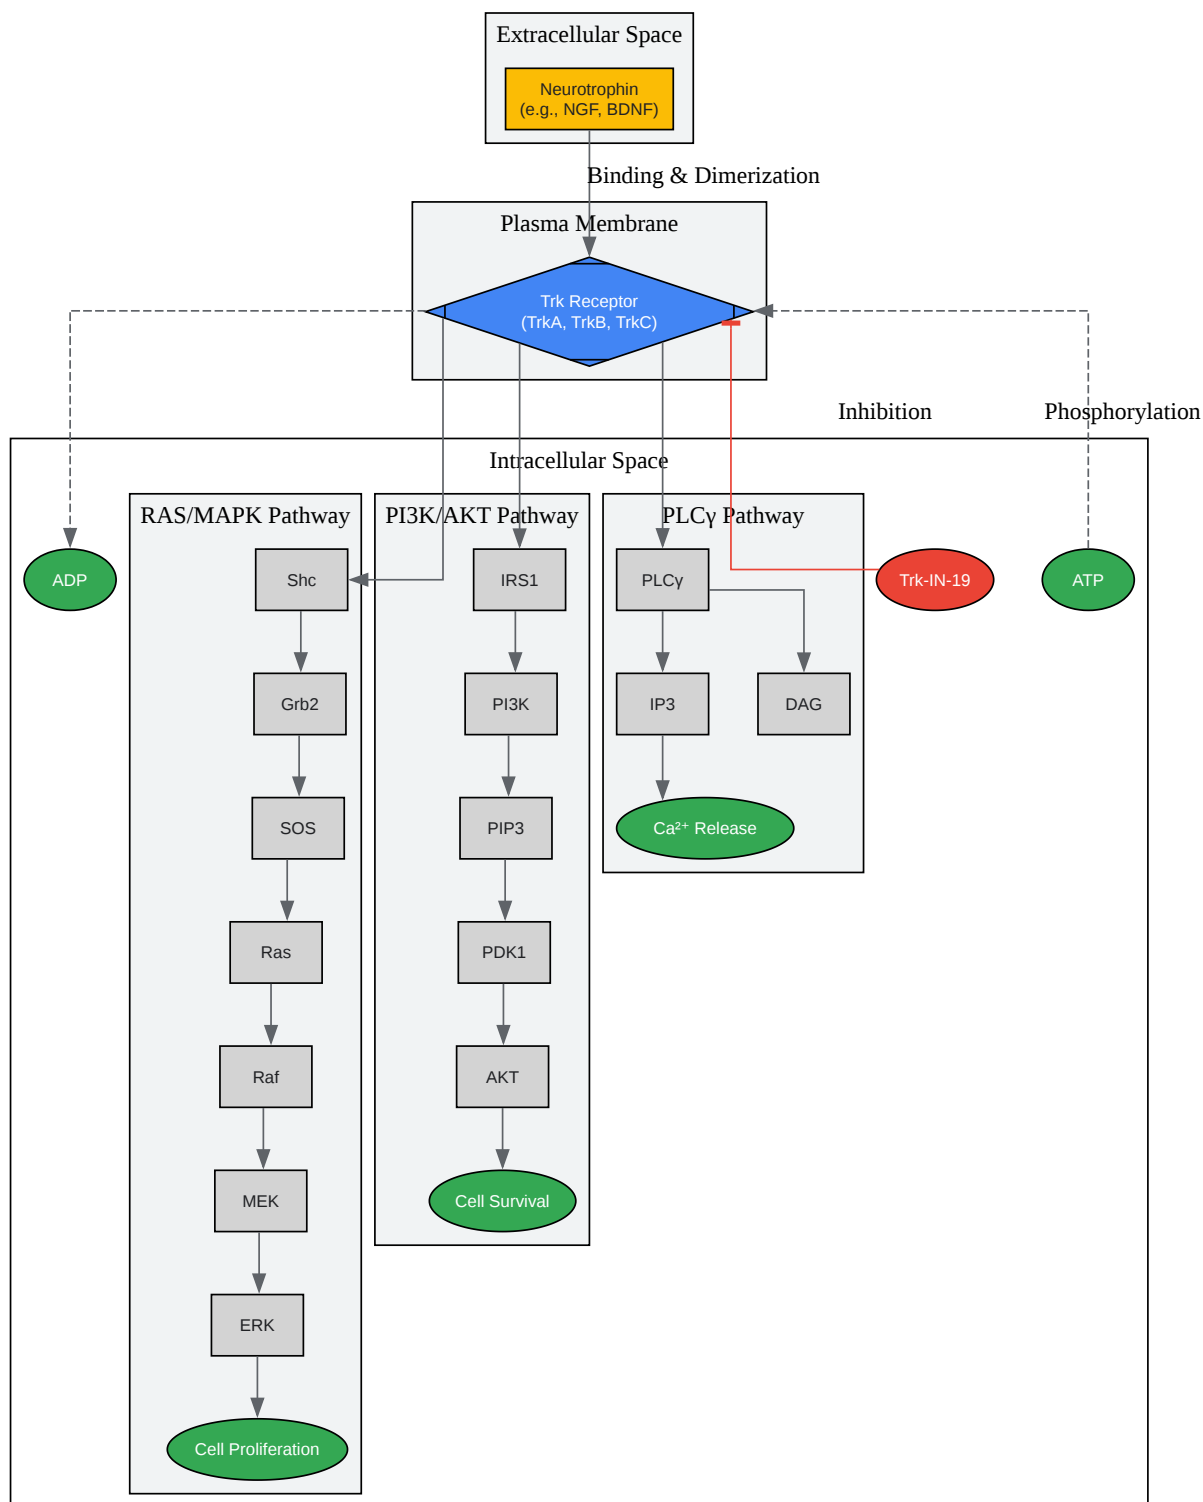 Extracellular Space
Neurotrophin
(e.g., NGF, BDNF)
Binding & Dimerization
Plasma Membrane
Trk Receptor
(TrkA, TrkB, TrkC)
Inhibition
Phosphorylation
Intracellular Space
RAS/MAPK Pathway
PI3K/AKT Pathway
PLCγ Pathway
ADP
Shc
IRS1
PLCγ
Trk-IN-19
ATP
Grb2
PI3K
IP3
DAG
SOS
PIP3
Ca²⁺ Release
Ras
PDK1
Raf
AKT
MEK
Cell Survival
ERK
Cell Proliferation